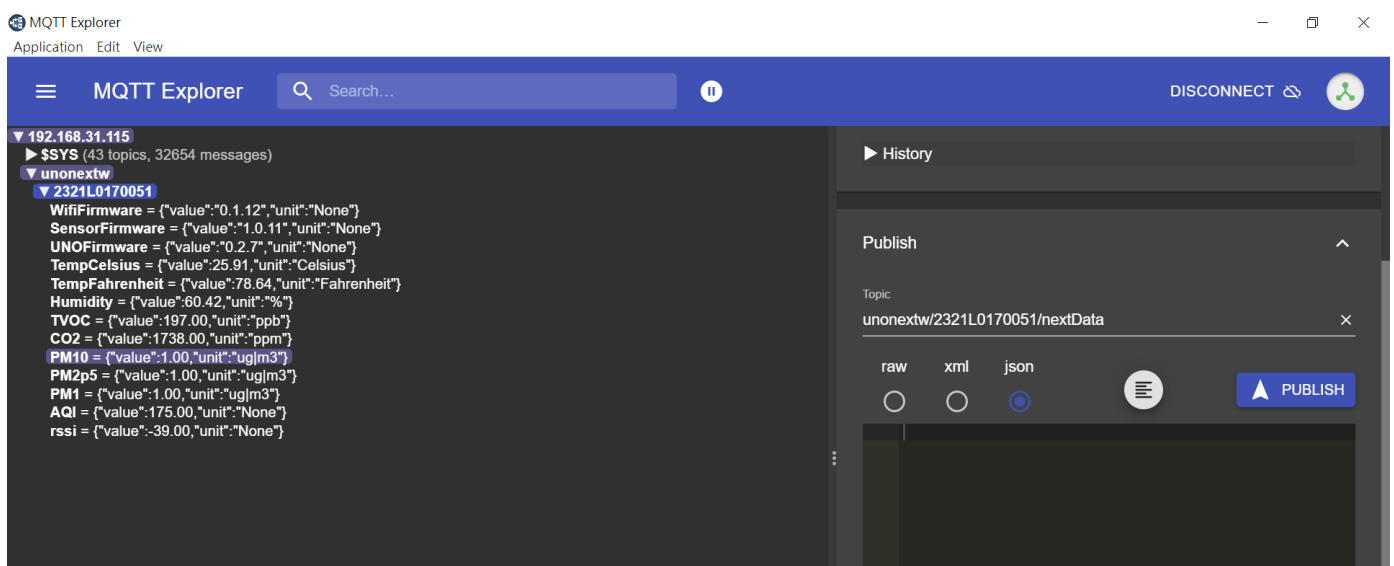 MQTT Explorer
Application Edit View
MQTT Explorer
Search...
DISCONNECT
▼ 192.168.31.115
▶ $SYS (43 topics, 32654 messages)
▼ unonextw
▼ 2321L0170051
WifiFirmware = {"value":"0.1.12","unit":"None"}
SensorFirmware = {"value":"1.0.11","unit":"None"}
UNOFirmware = {"value":"0.2.7","unit":"None"}
TempCelsius = {"value":25.91,"unit":"Celsius"}
TempFahrenheit = {"value":78.64,"unit":"Fahrenheit"}
Humidity = {"value":60.42,"unit":"%"}
TVOC = {"value":197.00,"unit":"ppb"}
CO2 = {"value":1738.00,"unit":"ppm"}
PM10 = {"value":1.00,"unit":"ug|m3"}
PM2p5 = {"value":1.00,"unit":"ug|m3"}
PM1 = {"value":1.00,"unit":"ug|m3"}
AQI = {"value":175.00,"unit":"None"}
rssi = {"value":-39.00,"unit":"None"}
▶ History
Publish
Topic
unonextw/2321L0170051/nextData
raw xml json
PUBLISH